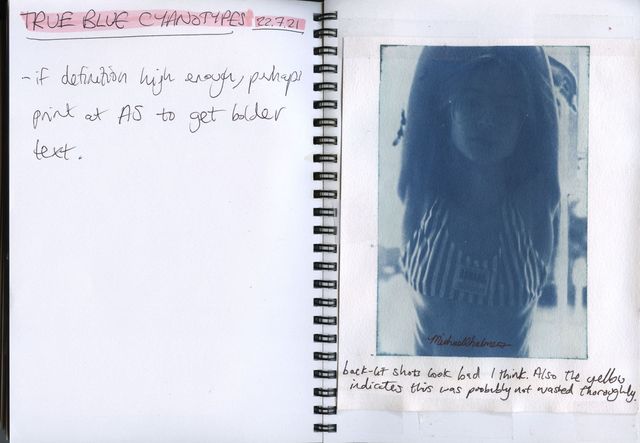 TRUE BLUE CYANOTYPES 22.7.21
- if definition high enough, perhaps
print at A5 to get bolder
text.
back-lit shots look bad I think. Also the yellow
indicates this was probably not washed thoroughly.